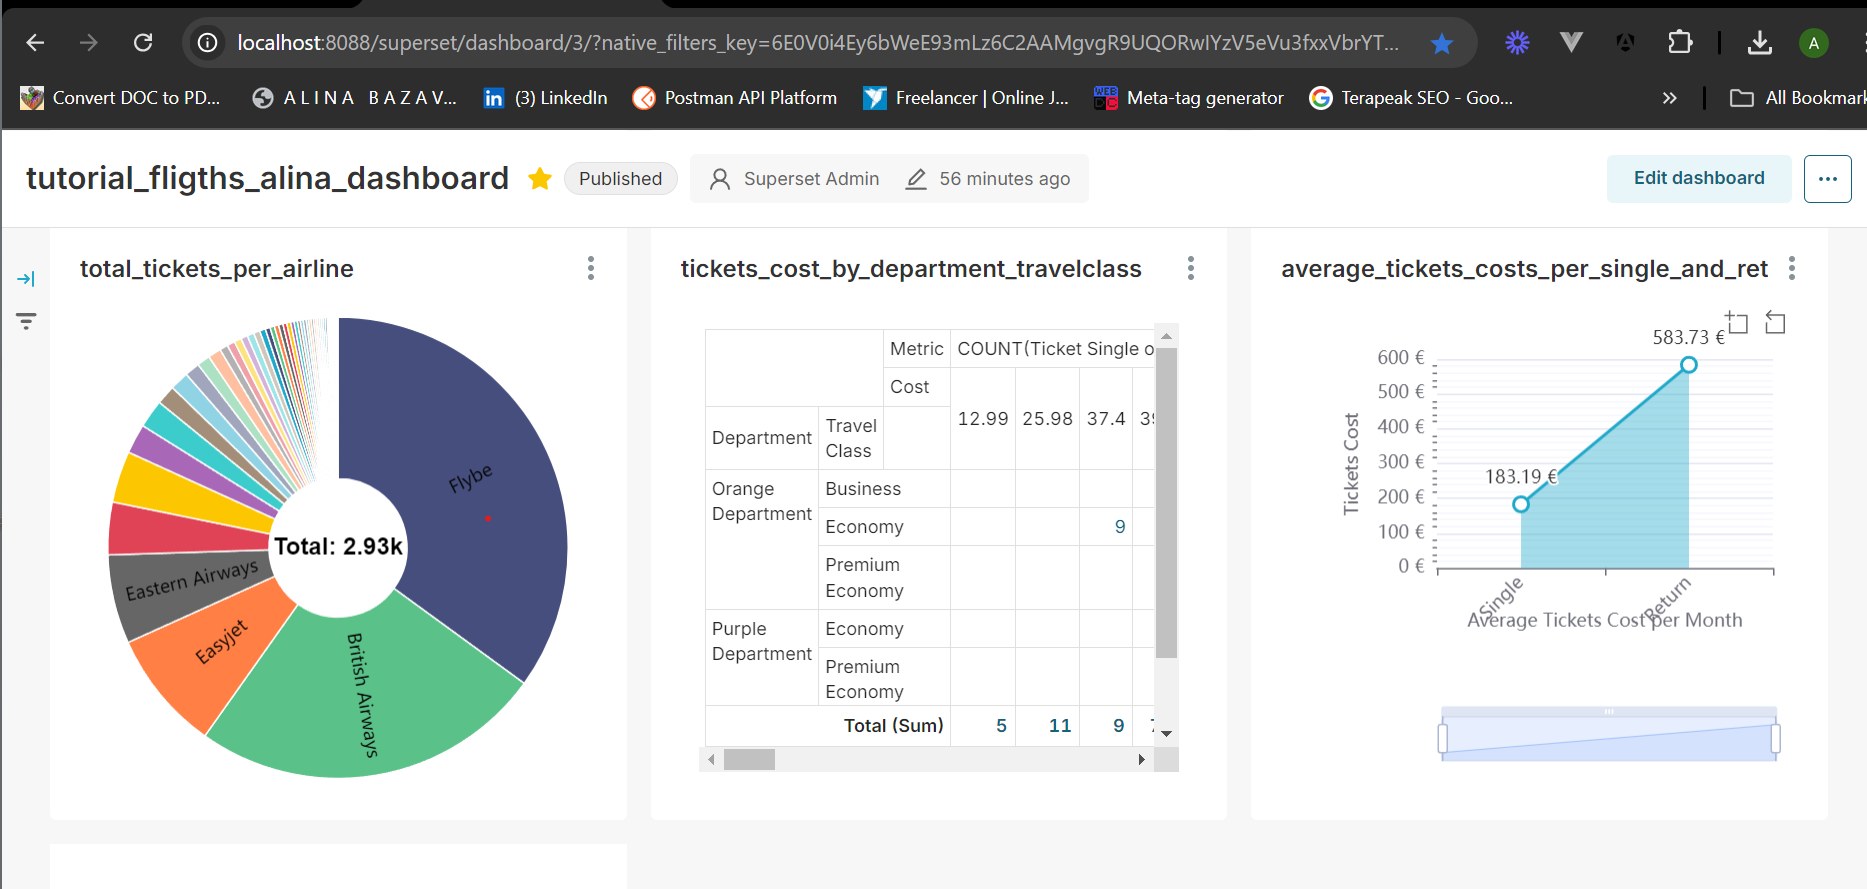 localhost:8088/superset/dashboard/3/?native_filters_key=6E0V0i4Ey6bWeE93mLz6C2AAMgvgR9UQORwIYzV5eVu3fxxVbrYT...
A
Convert DOC to PD...
A L I N A B A Z A V...
(3) LinkedIn
Postman API Platform
Freelancer | Online J...
Meta-tag generator
Terapeak SEO - Goo...
All Bookmark
tutorial_fligths_alina_dashboard
Published
Superset Admin
56 minutes ago
Edit dashboard
total_tickets_per_airline
Flybe
British Airways
Easyjet
Eastern Airways
Total: 2.93k
tickets_cost_by_department_travelclass
Metric COUNT(Ticket Single o
Cost 12.99 25.98 37.4
Department Travel Class
Orange Department Business
Economy 9
Premium Economy
Purple Department Economy
Premium Economy
Total (Sum) 5 11 9
average_tickets_costs_per_single_and_ret
583.73 €
183.19 €
600 €
500 €
400 €
300 €
200 €
100 €
0 €
Tickets Cost
Single
Return
Average Tickets Cost per Month